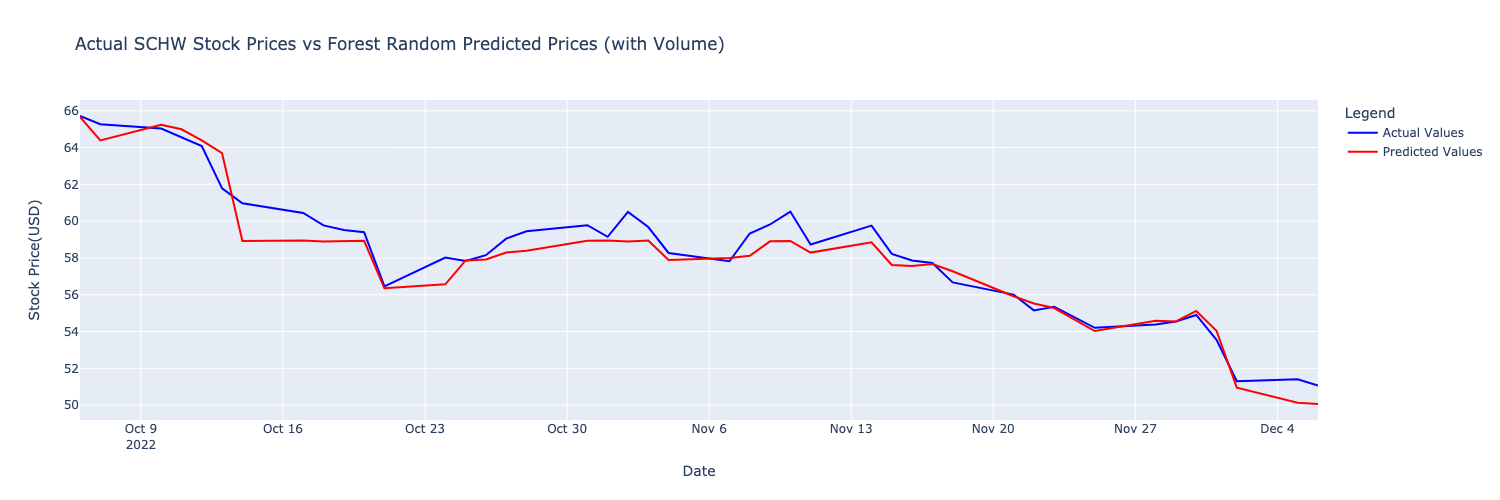 Actual SCHW Stock Prices vs Forest Random Predicted Prices (with Volume)
Legend
Actual Values
Predicted Values
Stock Price(USD)
66
64
62
60
58
56
54
52
50
Oct 9
2022
Oct 16
Oct 23
Oct 30
Nov 6
Nov 13
Nov 20
Nov 27
Dec 4
Date